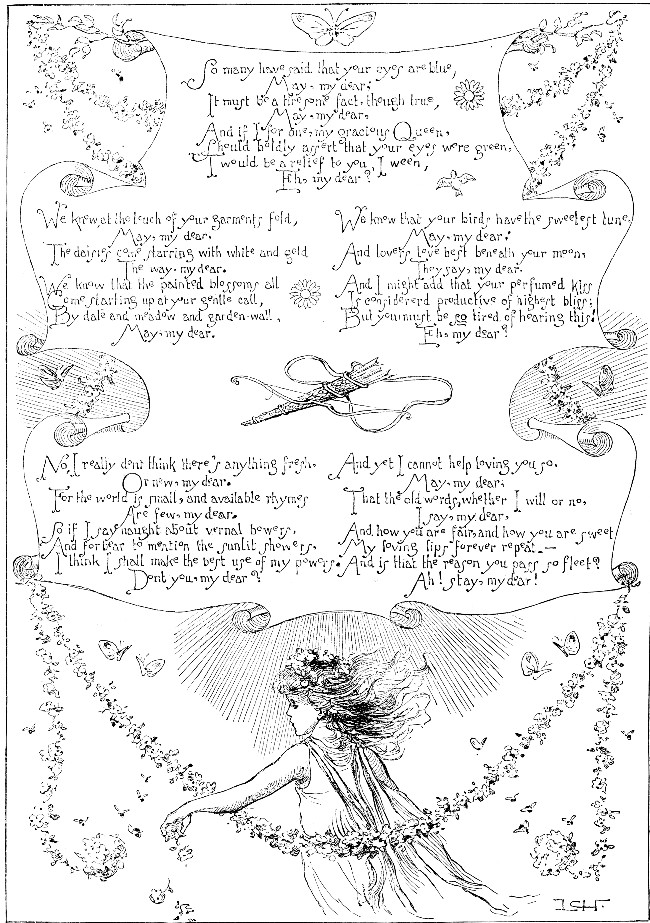 So many have said that your eyes are blue,
May, my dear.
It must be a tiresome fact, though true,
May, my dear,
And if I for one, my gracious Queen,
Should boldly assert that your eyes were green,
'T would be a relief to you I ween,
Eh, my dear?
We knew at the touch of your garments fold,
May, my dear.
The daisies come starring with white and gold
The way, my dear.
We know that the painted blossoms all
Come starting up at your gentle call,
By dale and meadow and garden-wall,
May, my dear.
We know that your birds have the sweetest tune.
May, my dear.
And lovers love best beneath your moon,
They say, my dear.
And I might add that your perfumed kiss
Is considererd productive of highest bliss;
But you must be so tired of hearing this!
Eh, my dear?
No, I really dont think there's anything fresh,
Or new, my dear.
For the world is small, and available rhymes
Are few, my dear.
So if I say naught about vernal bowers,
And forbear to mention the sunlit showers,
I think I shall make the best use of my powers.
Dont you, my dear?
And yet I cannot help loving you so,
May, my dear,
That the old words, whether I will or no,
I say, my dear,
And how you are fair, and how you are sweet
My loving lips forever repeat —
And is that the reason you pass so fleet?
Ah! stay, my dear!
I.S.H.